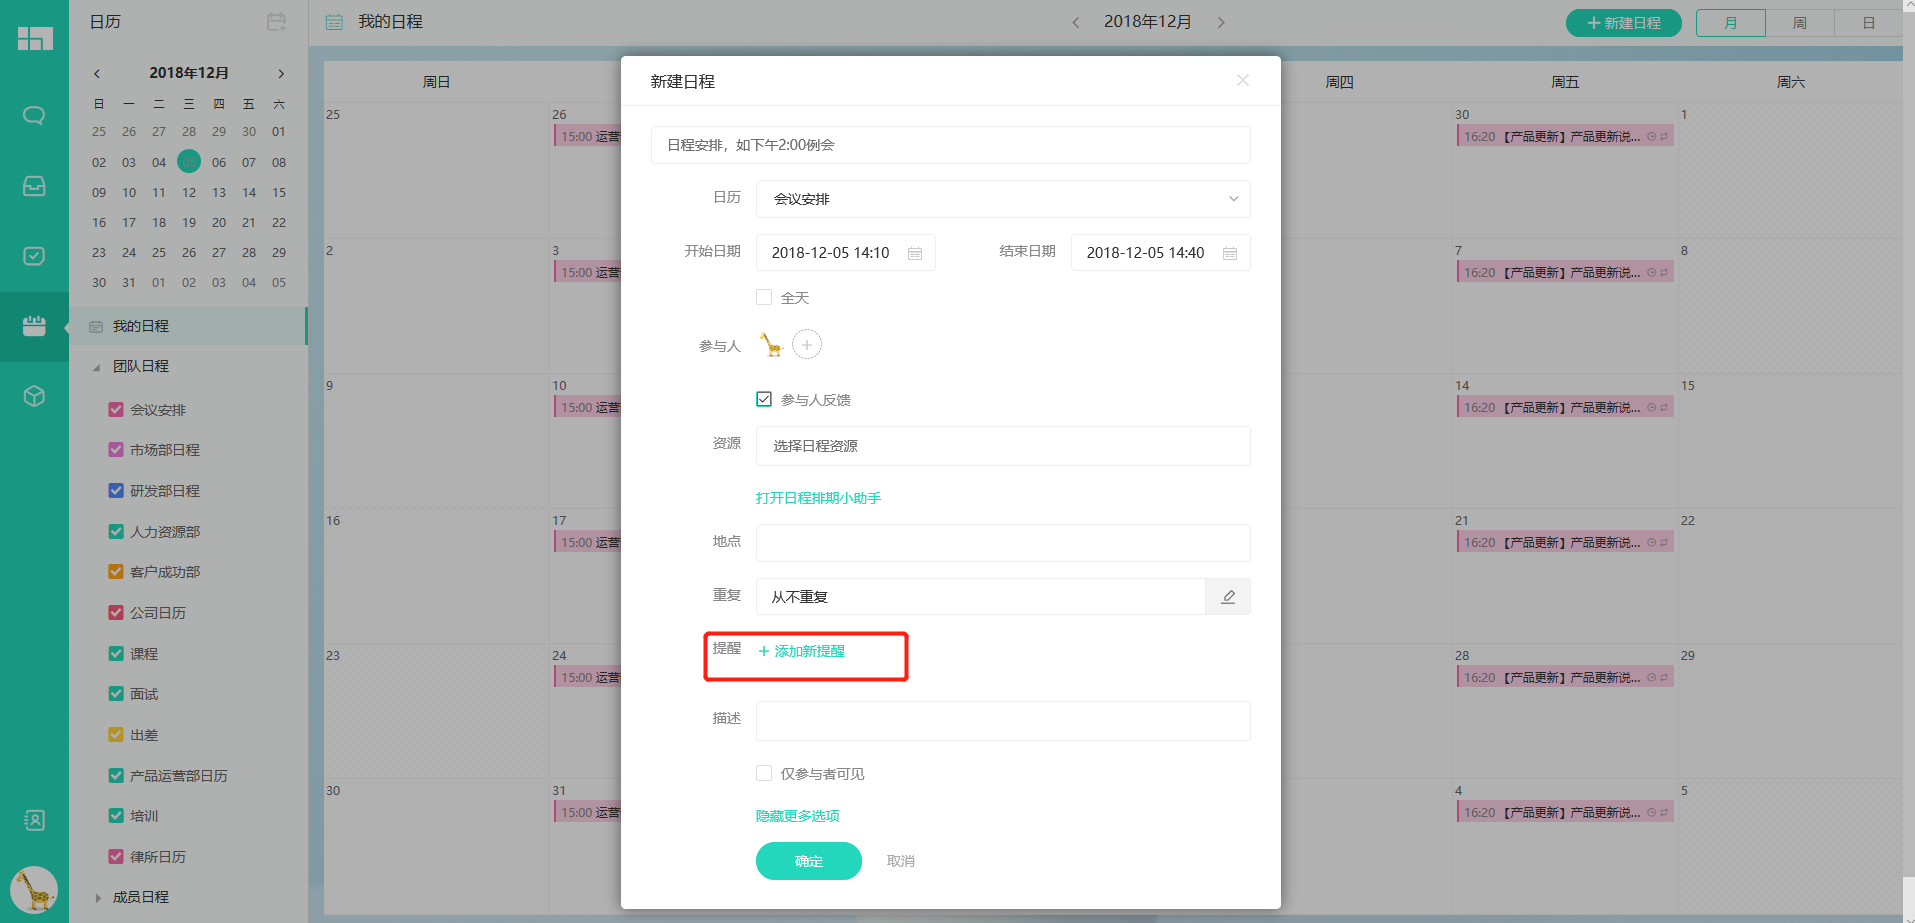 日历
2018年12月
日 一 二 三 四 五 六
25 26 27 28 29 30 01
02 03 04 05 06 07 08
09 10 11 12 13 14 15
16 17 18 19 20 21 22
23 24 25 26 27 28 29
30 31 01 02 03 04 05
我的日程
团队日程
会议安排
市场部日程
研发部日程
人力资源部
客户成功部
公司日历
课程
面试
出差
产品运营部日历
培训
律所日历
成员日程
我的日程
2018年12月
新建日程
月 周 日
周日 周四 周五 周六
25 26 30 1
15:00 运营
16:20 【产品更新】产品更新说...
2 3 7 8
15:00 运营
16:20 【产品更新】产品更新说...
9 10 14 15
15:00 运营
16:20 【产品更新】产品更新说...
16 17 21 22
15:00 运营
16:20 【产品更新】产品更新说...
23 24 28 29
15:00 运营
16:20 【产品更新】产品更新说...
30 31 4 5
15:00 运营
16:20 【产品更新】产品更新说...
新建日程
日程安排，如下午2:00例会
日历 会议安排
开始日期 2018-12-05 14:10 结束日期 2018-12-05 14:40
全天
参与人
参与人反馈
资源 选择日程资源
打开日程排期小助手
地点
重复 从不重复
提醒 + 添加新提醒
描述
仅参与者可见
隐藏更多选项
确定 取消